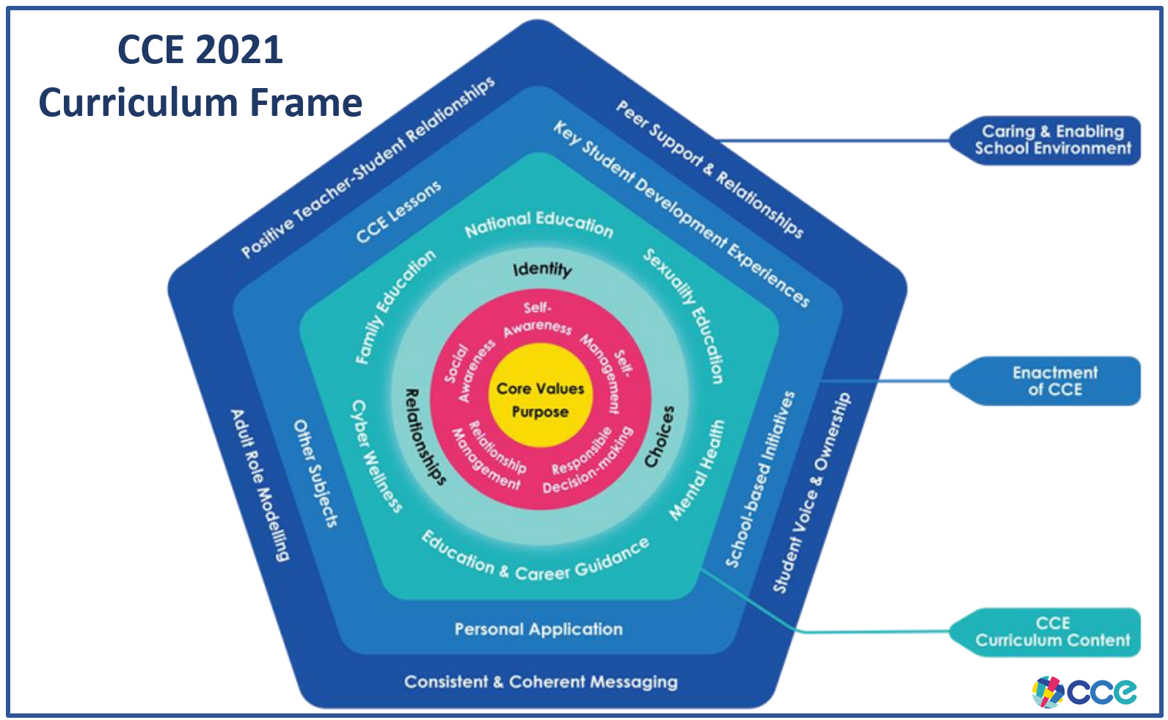 CCE 2021
Curriculum Frame
Positive Teacher-Student Relationships
Peer Support & Relationships
Caring & Enabling
School Environment
CCE Lessons
Key Student Development Experiences
National Education
Family Education
Sexuality Education
Identity
Self-
Awareness
Self-
Management
Social
Awareness
Core Values
Purpose
Enactment
of CCE
Relationships
Choices
Relationship
Management
Responsible
Decision-making
Cyber Wellness
Mental Health
Education & Career Guidance
Other Subjects
School-based Initiatives
Adult Role Modelling
Student Voice & Ownership
CCE
Curriculum Content
Personal Application
Consistent & Coherent Messaging
cce